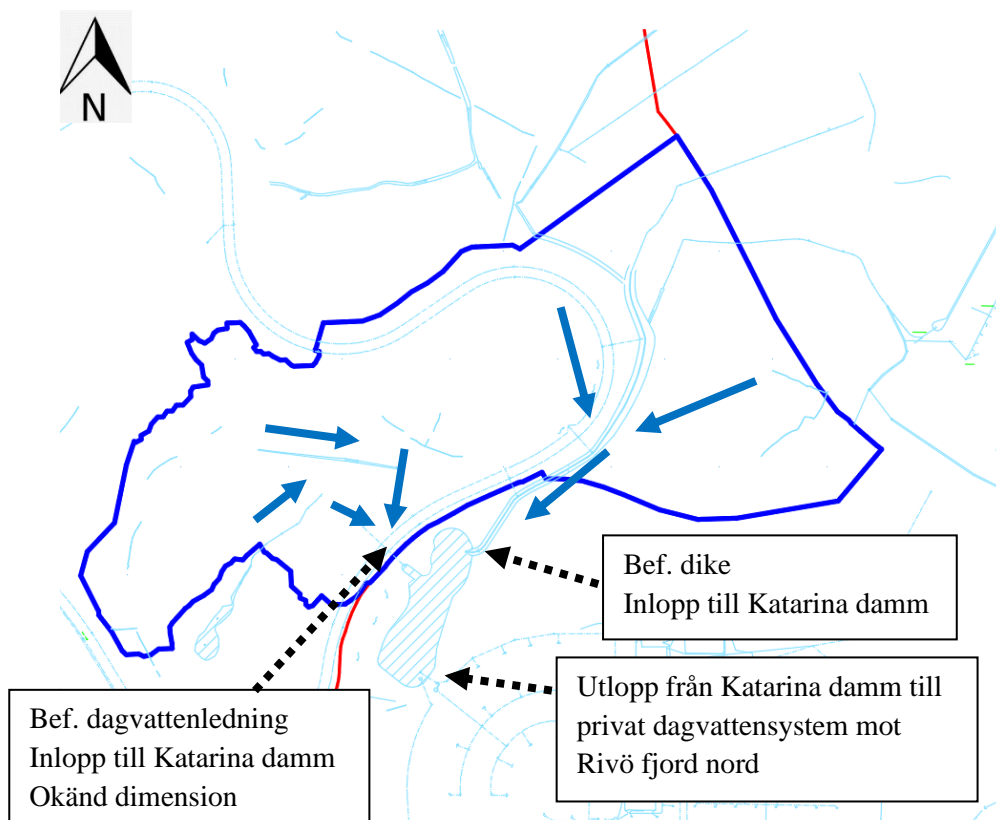 N
Bef. dike
Inlopp till Katarina damm
Utlopp från Katarina damm till
privat dagvattensystem mot
Rivö fjord nord
Bef. dagvattenledning
Inlopp till Katarina damm
Okänd dimension